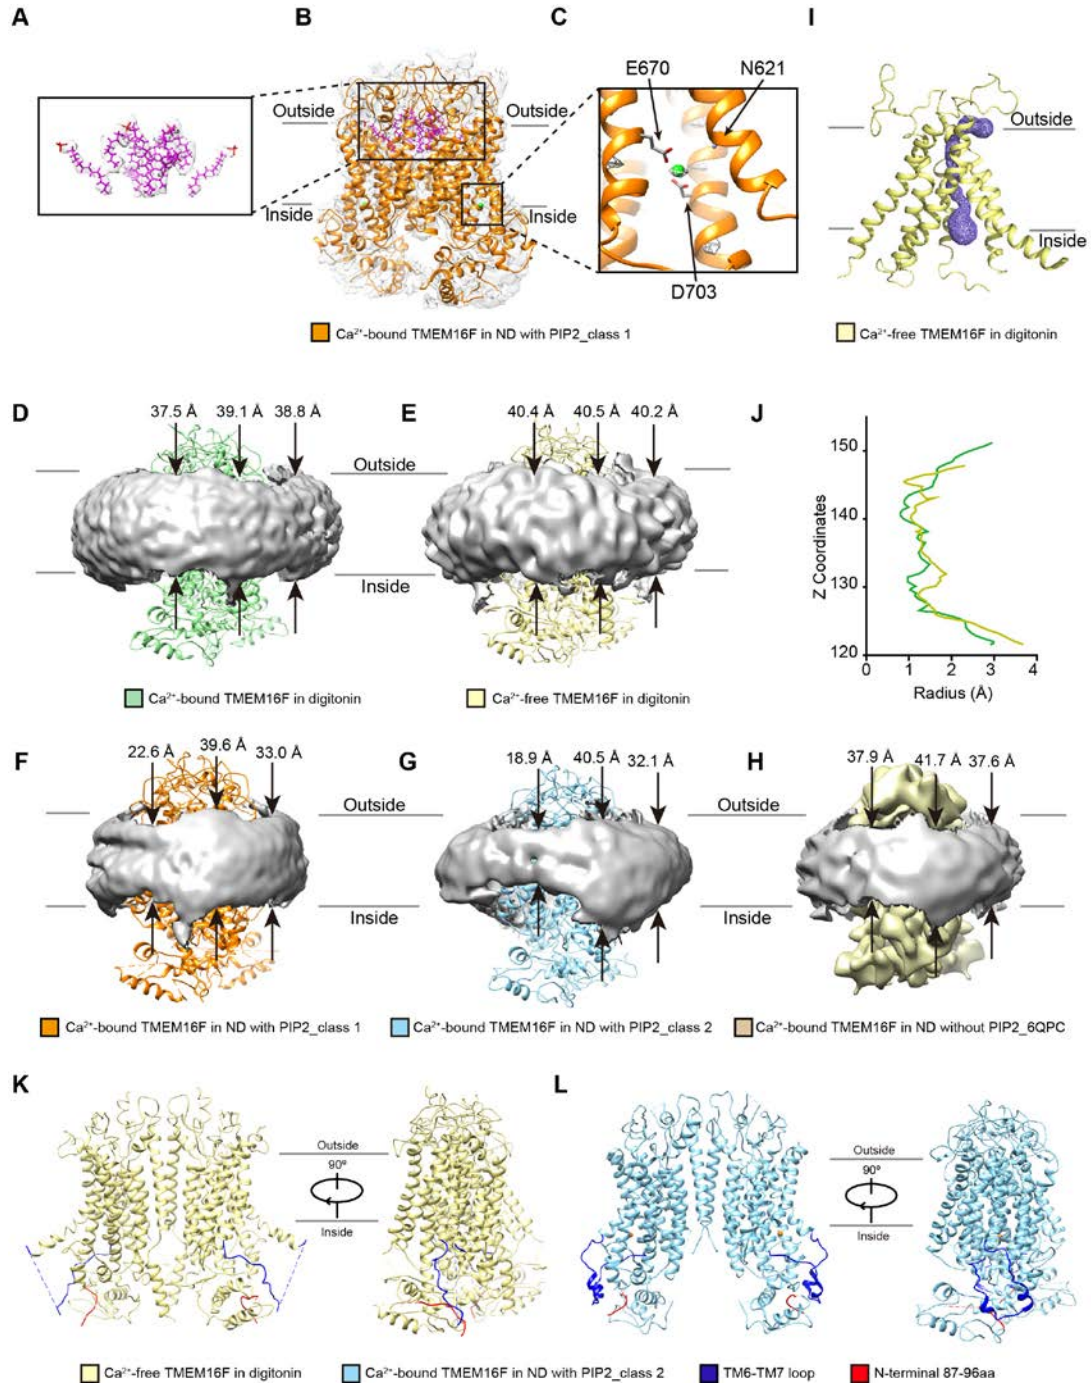 A
B
C
I
E670
N621
Outside
Outside
Outside
Inside
Inside
Inside
D703
Ca²⁺-bound TMEM16F in ND with PIP2_class 1
Ca²⁺-free TMEM16F in digitonin
D
37.5 Å
39.1 Å
38.8 Å
E
40.4 Å
40.5 Å
40.2 Å
J
Outside
Inside
150
140
130
120
Z Coordinates
0
1
2
3
4
Radius (Å)
Ca²⁺-bound TMEM16F in digitonin
Ca²⁺-free TMEM16F in digitonin
F
22.6 Å
39.6 Å
33.0 Å
G
18.9 Å
40.5 Å
32.1 Å
H
37.9 Å
41.7 Å
37.6 Å
Outside
Outside
Inside
Inside
Ca²⁺-bound TMEM16F in ND with PIP2_class 1
Ca²⁺-bound TMEM16F in ND with PIP2_class 2
Ca²⁺-bound TMEM16F in ND without PIP2_6QPC
K
L
Outside
90º
Inside
Outside
90º
Inside
Ca²⁺-free TMEM16F in digitonin
Ca²⁺-bound TMEM16F in ND with PIP2_class 2
TM6-TM7 loop
N-terminal 87-96aa